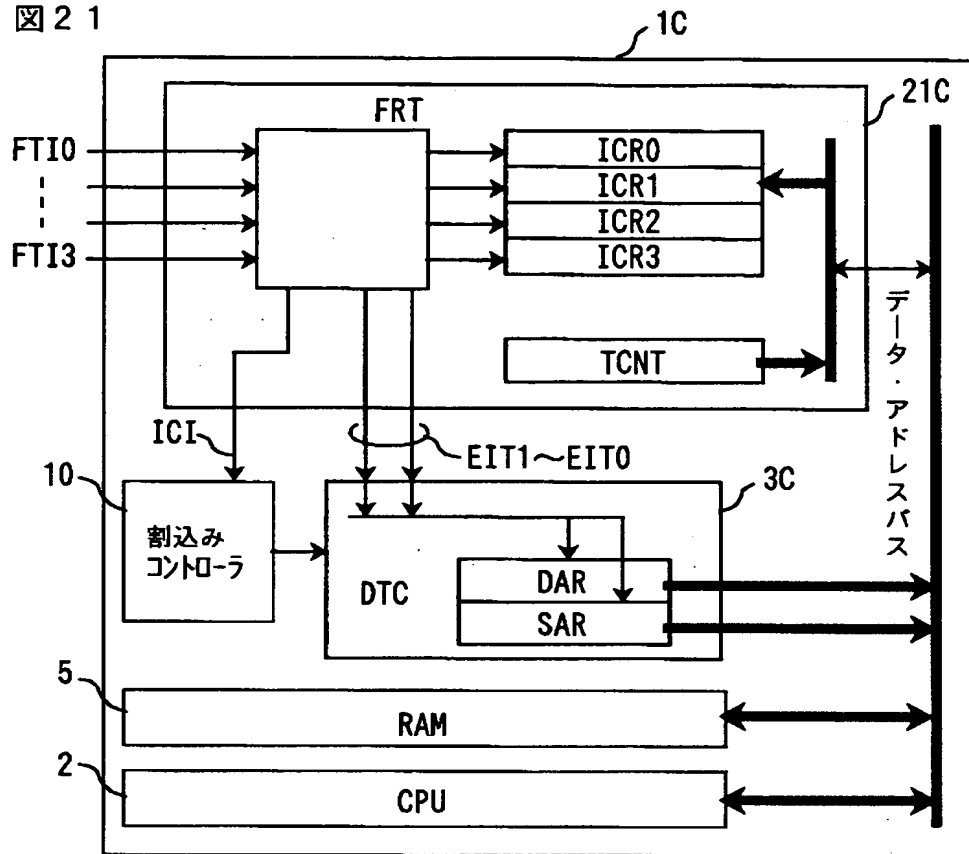 図21
1C
21C
FRT
FTI0
FTI3
ICR0
ICR1
ICR2
ICR3
TCNT
データ・アドレスバス
ICI
EIT1～EIT0
10
割込み
コントローラ
3C
DTC
DAR
SAR
5
RAM
2
CPU